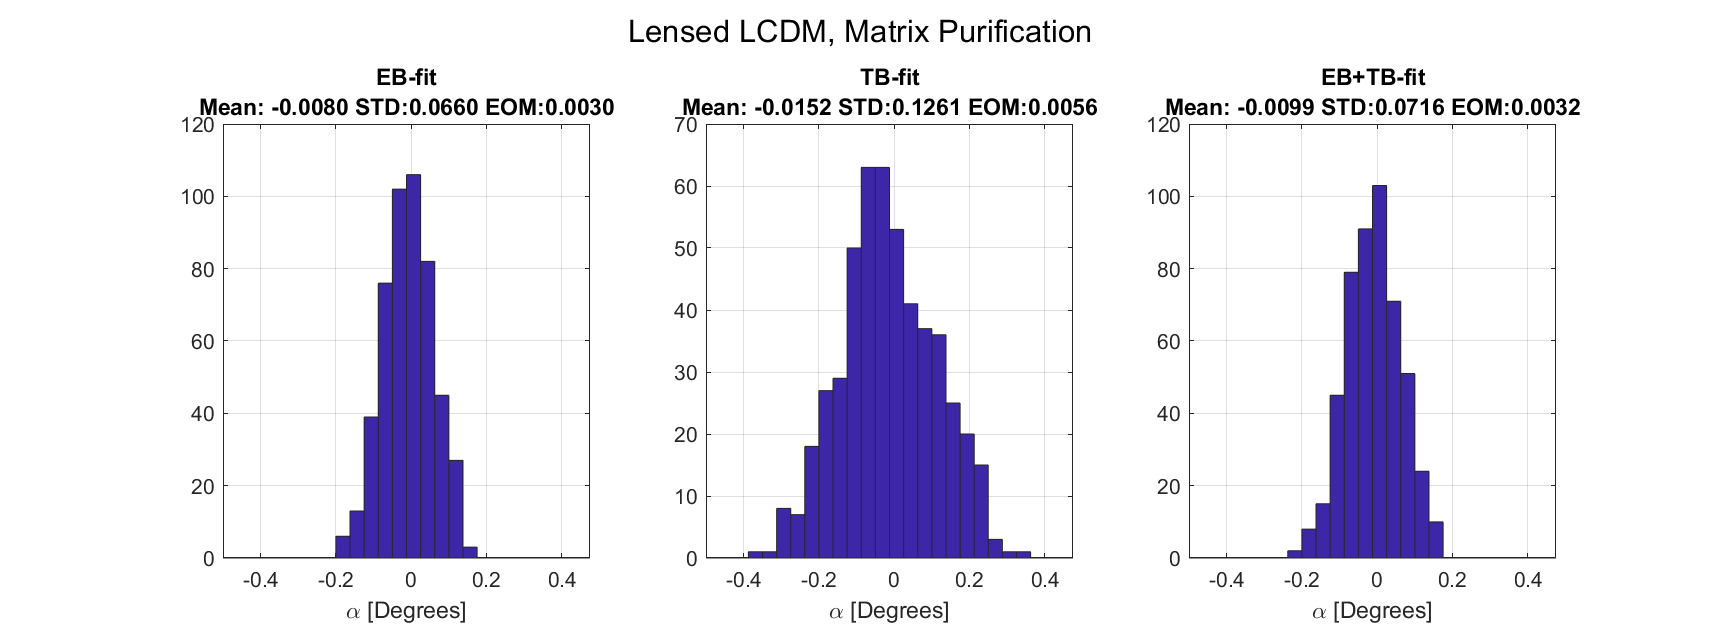 Lensed LCDM, Matrix Purification
EB-fit
Mean: -0.0080 STD:0.0660 EOM:0.0030
120
100
80
60
40
20
0
-0.4 -0.2 0 0.2 0.4
α [Degrees]
TB-fit
Mean: -0.0152 STD:0.1261 EOM:0.0056
70
60
50
40
30
20
10
0
-0.4 -0.2 0 0.2 0.4
α [Degrees]
EB+TB-fit
Mean: -0.0099 STD:0.0716 EOM:0.0032
120
100
80
60
40
20
0
-0.4 -0.2 0 0.2 0.4
α [Degrees]